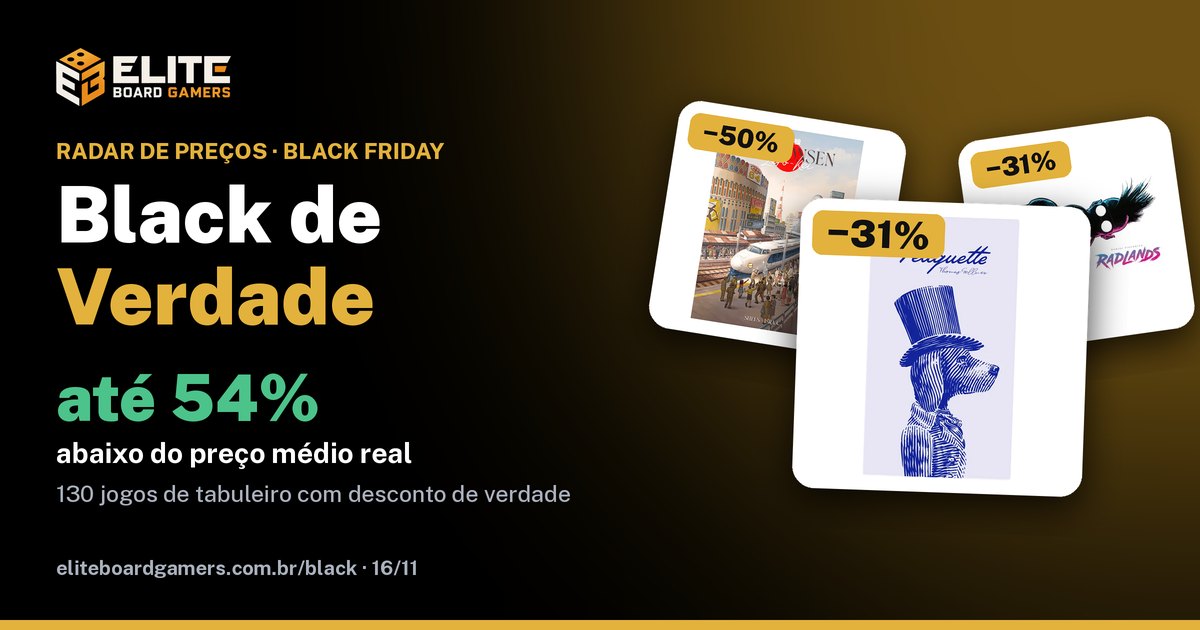 ELITE
BOARD GAMERS
RADAR DE PREÇOS · BLACK FRIDAY
Black de
Verdade
até 54%
abaixo do preço médio real
130 jogos de tabuleiro com desconto de verdade
eliteboardgamers.com.br/black · 16/11
−50%
−31%
RADLANDS
−31%